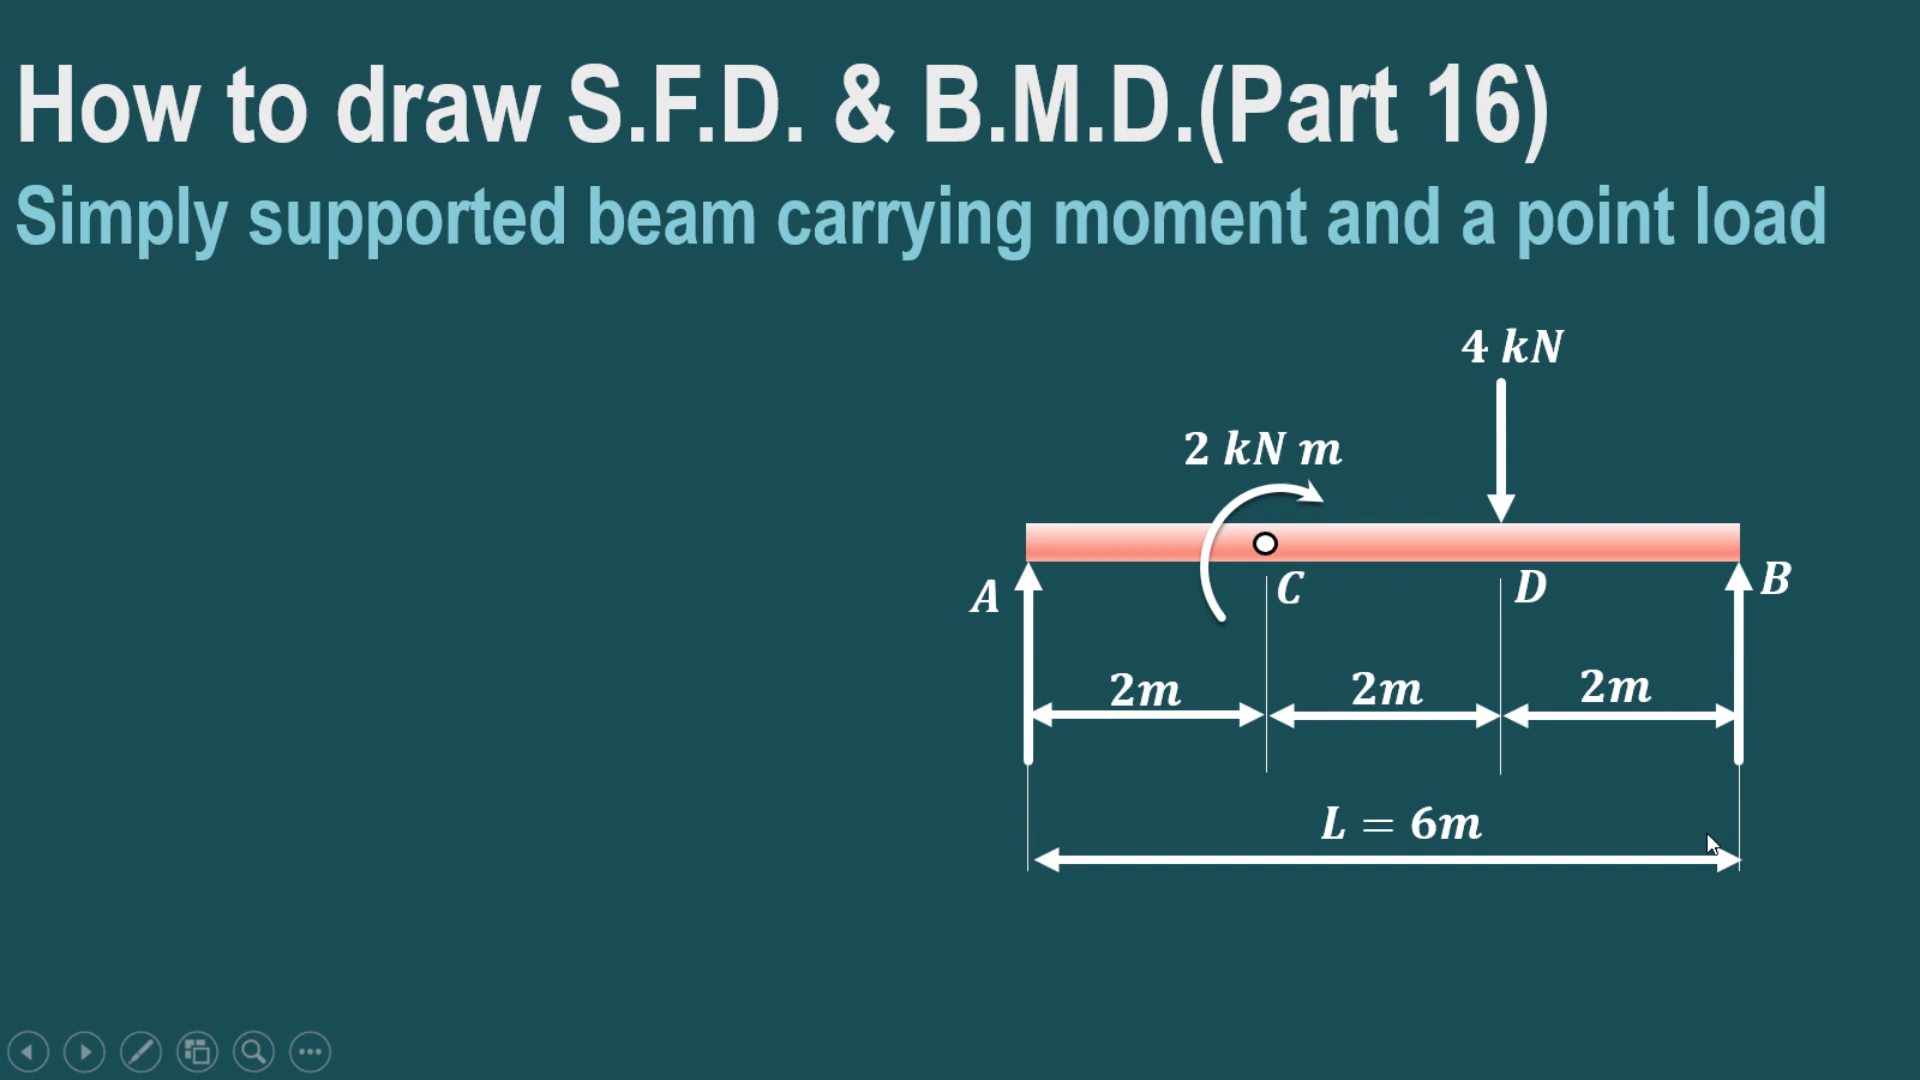 How to draw S.F.D. & B.M.D.(Part 16)
Simply supported beam carrying moment and a point load
4 kN
2 kN m
A
C
D
B
2m
2m
2m
L = 6m